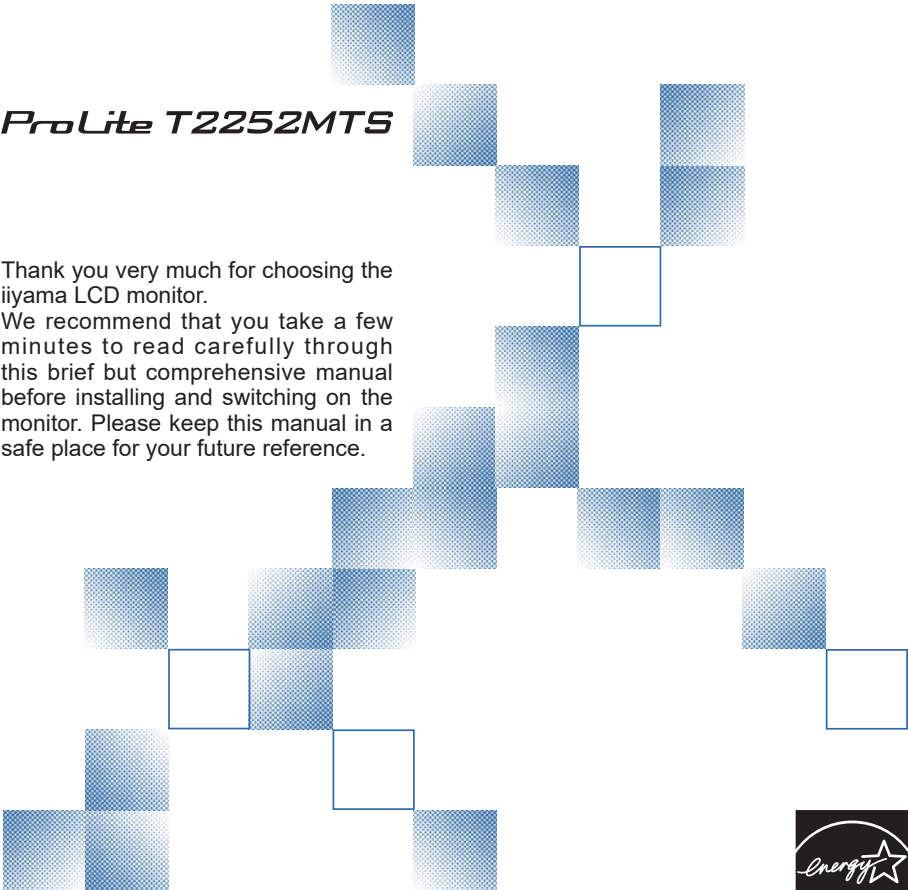 ProLite T2252MTS
Thank you very much for choosing the
iiyama LCD monitor.
We recommend that you take a few
minutes to read carefully through
this brief but comprehensive manual
before installing and switching on the
monitor. Please keep this manual in a
safe place for your future reference.
energy